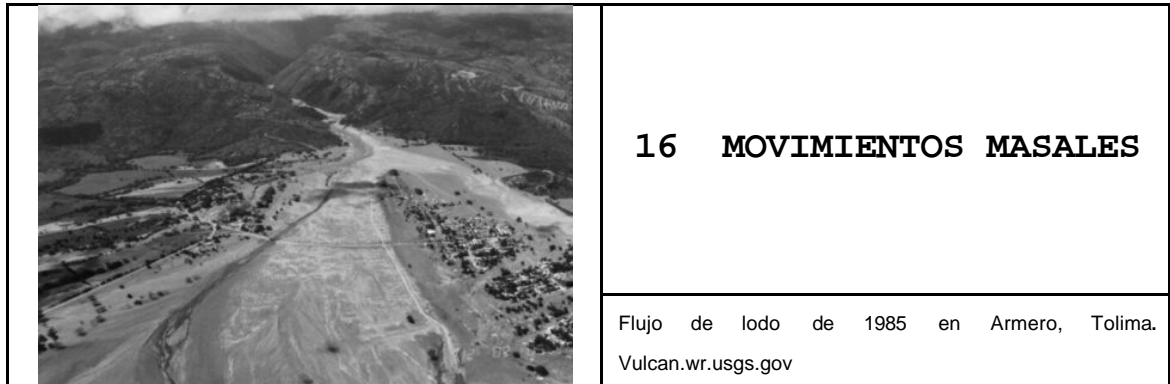 16 MOVIMIENTOS MASALES
Flujo de lodo de 1985 en Armero, Tolima.
Vulcan.wr.usgs.gov